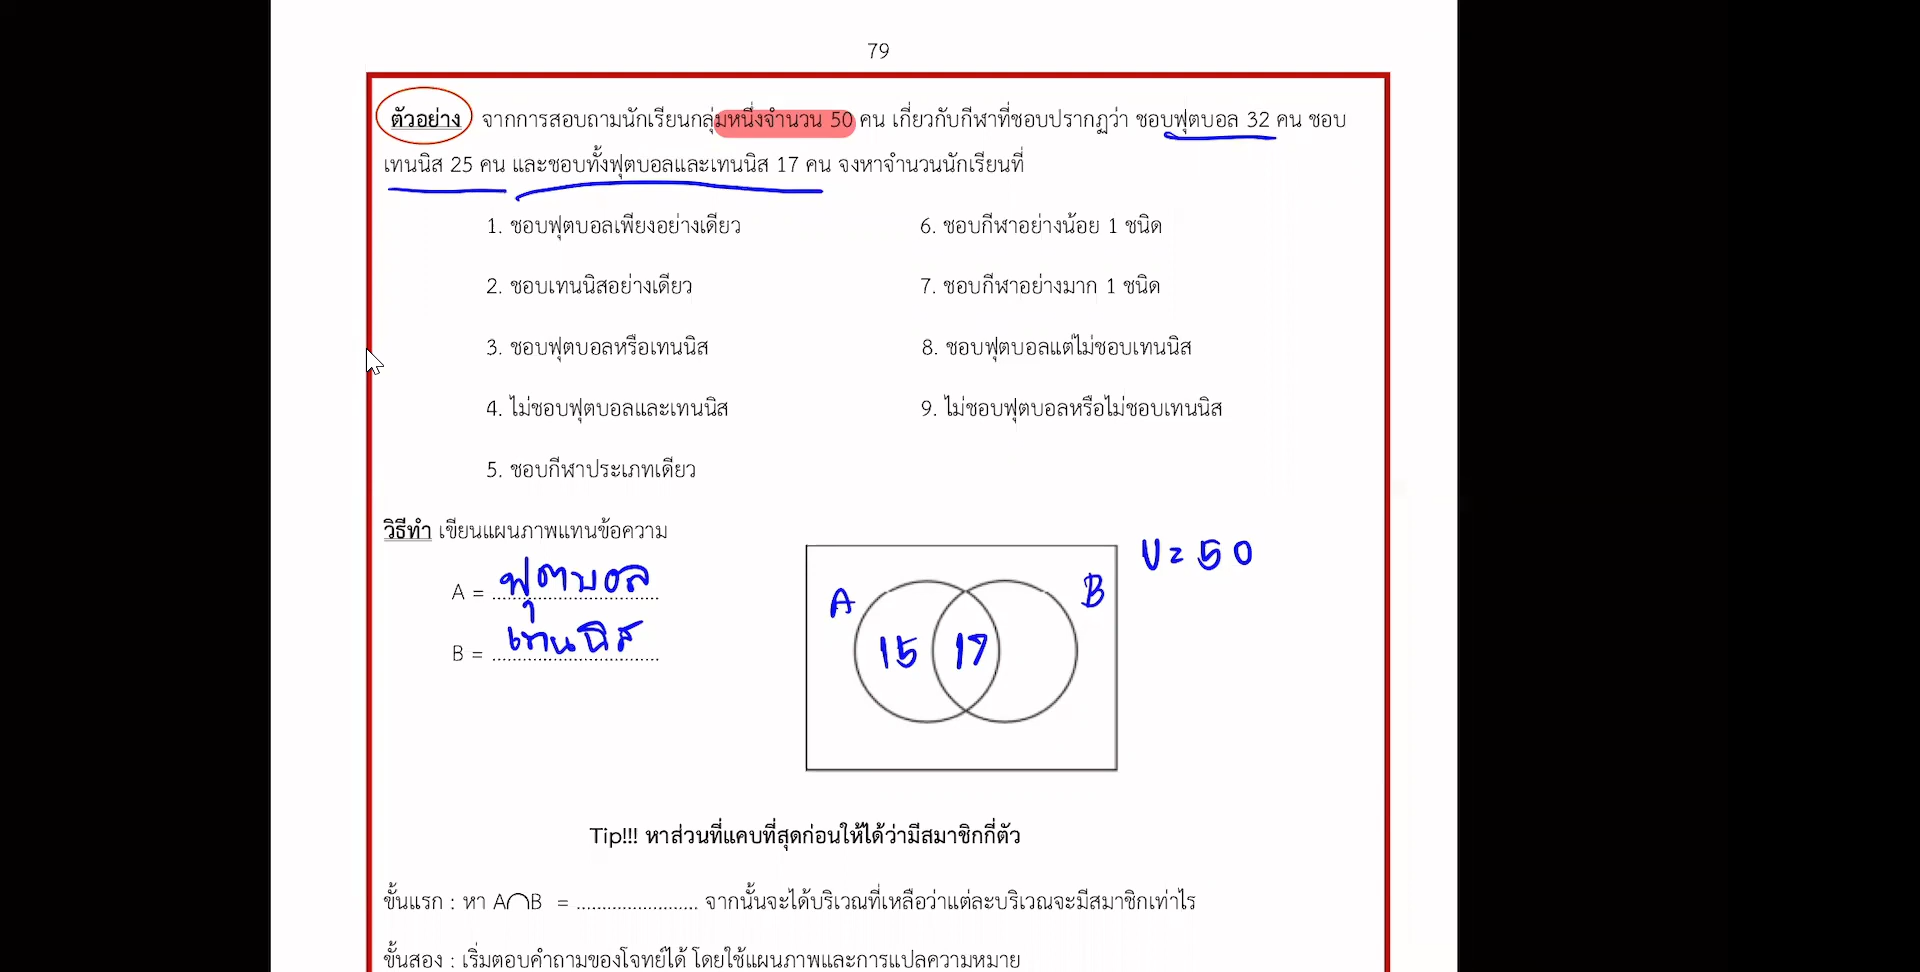 79
ตัวอย่าง จากการสอบถามนักเรียนกลุ่มหนึ่งจำนวน 50 คน เกี่ยวกับกีฬาที่ชอบปรากฏว่า ชอบฟุตบอล 32 คน ชอบ
เทนนิส 25 คน และชอบทั้งฟุตบอลและเทนนิส 17 คน จงหาจำนวนนักเรียนที่
1. ชอบฟุตบอลเพียงอย่างเดียว
6. ชอบกีฬาอย่างน้อย 1 ชนิด
2. ชอบเทนนิสอย่างเดียว
7. ชอบกีฬาอย่างมาก 1 ชนิด
3. ชอบฟุตบอลหรือเทนนิส
8. ชอบฟุตบอลแต่ไม่ชอบเทนนิส
4. ไม่ชอบฟุตบอลและเทนนิส
9. ไม่ชอบฟุตบอลหรือไม่ชอบเทนนิส
5. ชอบกีฬาประเภทเดียว
วิธีทำ เขียนแผนภาพแทนข้อความ
U = 50
A = ฟุตบอล
B = เทนนิส
A
B
15
17
Tip!!! หาส่วนที่แคบที่สุดก่อนให้ได้ว่ามีสมาชิกกี่ตัว
ขั้นแรก : หา A∩B = ........................ จากนั้นจะได้บริเวณที่เหลือว่าแต่ละบริเวณจะมีสมาชิกเท่าไร
ขั้นสอง : เริ่มตอบคำถามของโจทย์ได้ โดยใช้แผนภาพและการแปลความหมาย